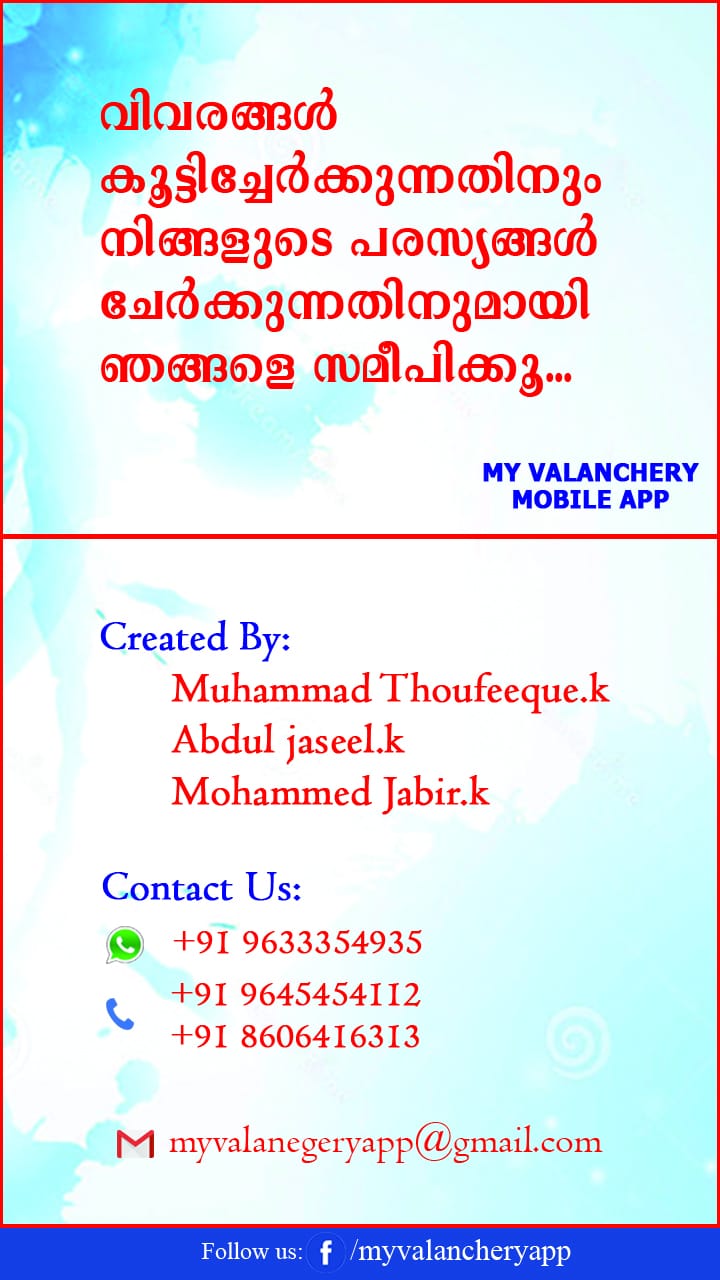 വിവരങ്ങൾ
കൂട്ടിച്ചേർക്കുന്നതിനും
നിങ്ങളുടെ പരസ്യങ്ങൾ
ചേർക്കുന്നതിനുമായി
ഞങ്ങളെ സമീപിക്കൂ...
MY VALANCHERY
MOBILE APP
Created By:
Muhammad Thoufeeque.k
Abdul jaseel.k
Mohammed Jabir.k
Contact Us:
+91 9633354935
+91 9645454112
+91 8606416313
myvalanegeryapp@gmail.com
Follow us: f /myvalancheryapp